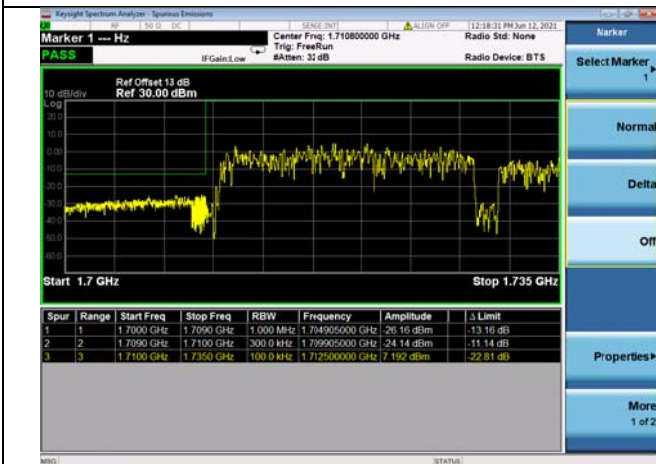 Keysight Spectrum Analyzer - Spurious Emissions
RF 50 Ω DC SENSE:INT ALIGN OFF 12:18:31 PM Jun 12, 2021
Marker 1 --- Hz
Center Freq: 1.710800000 GHz
Radio Std: None
Trig: FreeRun
PASS
IFGain:Low
#Atten: 32 dB
Radio Device: BTS
Ref Offset 13 dB
10 dB/div
Ref 30.00 dBm
Log
20.0
10.0
0.00
Start 1.7 GHz
Stop 1.735 GHz
Spur Range Start Freq Stop Freq RBW Frequency Amplitude Δ Limit
1 1 1.7000 GHz 1.7090 GHz 1.000 MHz 1.704905000 GHz -26.16 dBm -13.16 dB
2 2 1.7090 GHz 1.7100 GHz 300.0 kHz 1.709905000 GHz -24.14 dBm -11.14 dB
3 3 1.7100 GHz 1.7350 GHz 100.0 kHz 1.712500000 GHz 7.192 dBm -22.81 dB
MSG
STATUS
Marker
Select Marker
1
Normal
Delta
Off
Properties
More
1 of 2